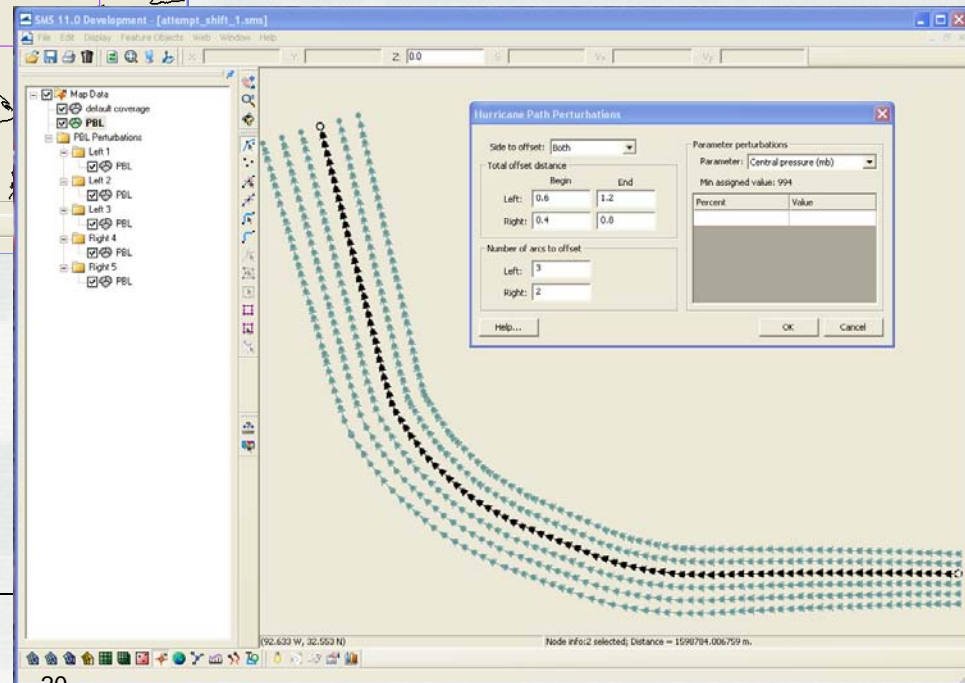 SMS 11.0 Development - [attempt_shift_1.sms]
File Edit Display Feature Objects Web Window Help
X: Y: Z: 0.0 S: Vx: Vy:
Map Data
default coverage
PBL
PBL Perturbations
Left 1
PBL
Left 2
PBL
Left 3
PBL
Right 4
PBL
Right 5
PBL
Hurricane Path Perturbations
Side to offset: Both
Total offset distance
Begin End
Left: 0.6 1.2
Right: 0.4 0.8
Number of arcs to offset
Left: 3
Right: 2
Parameter perturbations
Parameter: Central pressure (mb)
Min assigned value: 994
Percent Value
Help... OK Cancel
(92.633 W, 32.553 N) Node info:2 selected; Distance = 1598784.006759 m.